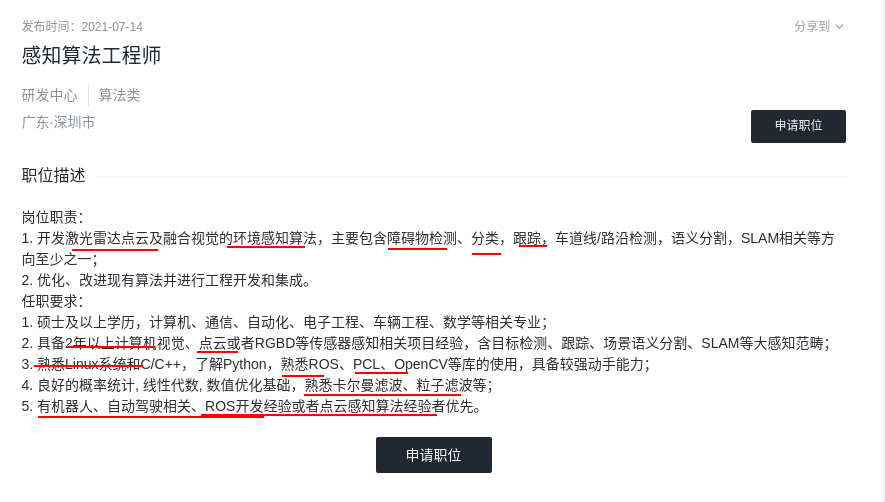 发布时间：2021-07-14
分享到
感知算法工程师
研发中心 算法类
广东·深圳市
申请职位
职位描述
岗位职责：
1. 开发激光雷达点云及融合视觉的环境感知算法，主要包含障碍物检测、分类，跟踪，车道线/路沿检测，语义分割，SLAM相关等方
向至少之一；
2. 优化、改进现有算法并进行工程开发和集成。
任职要求：
1. 硕士及以上学历，计算机、通信、自动化、电子工程、车辆工程、数学等相关专业；
2. 具备2年以上计算机视觉、点云或者RGBD等传感器感知相关项目经验，含目标检测、跟踪、场景语义分割、SLAM等大感知范畴；
3. 熟悉Linux系统和C/C++，了解Python，熟悉ROS、PCL、OpenCV等库的使用，具备较强动手能力；
4. 良好的概率统计, 线性代数, 数值优化基础，熟悉卡尔曼滤波、粒子滤波等；
5. 有机器人、自动驾驶相关、ROS开发经验或者点云感知算法经验者优先。
申请职位